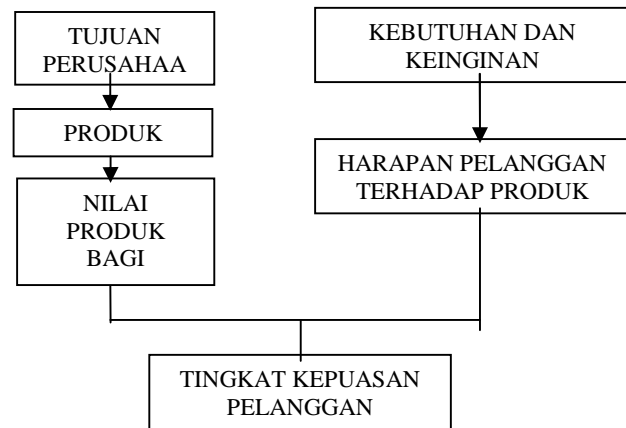 TUJUAN
PERUSAHAA
PRODUK
NILAI
PRODUK
BAGI
KEBUTUHAN DAN
KEINGINAN
HARAPAN PELANGGAN
TERHADAP PRODUK
TINGKAT KEPUASAN
PELANGGAN